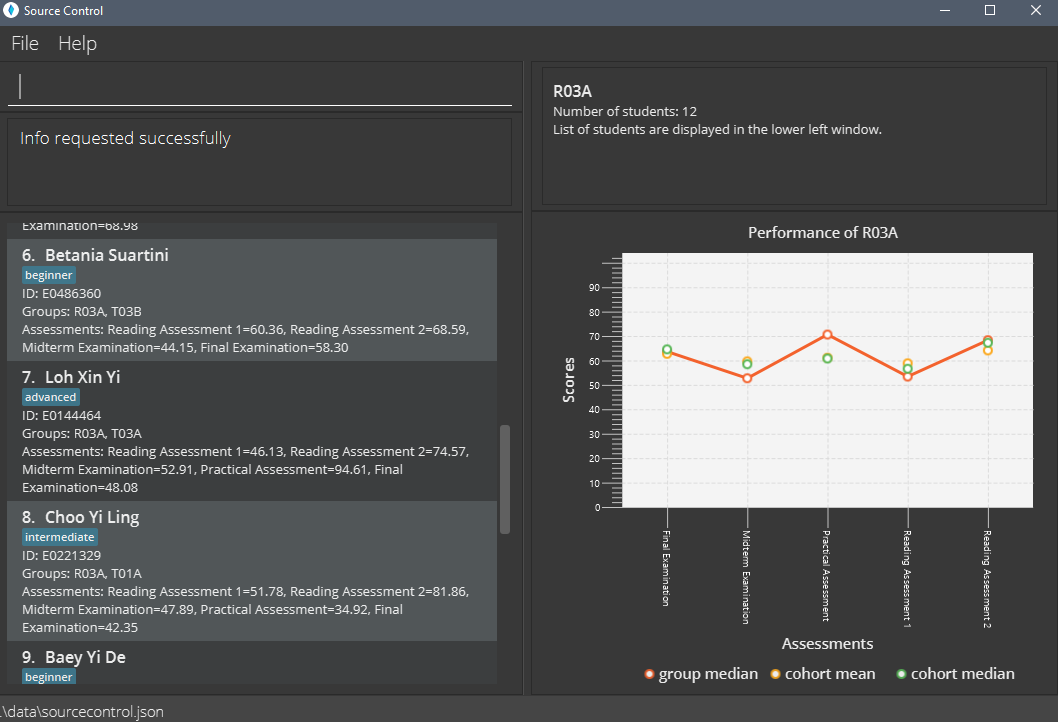 Source Control
File Help
Info requested successfully
Examination=68.98
6. Betania Suartini
beginner
ID: E0486360
Groups: R03A, T03B
Assessments: Reading Assessment 1=60.36, Reading Assessment 2=68.59,
Midterm Examination=44.15, Final Examination=58.30
7. Loh Xin Yi
advanced
ID: E0144464
Groups: R03A, T03A
Assessments: Reading Assessment 1=46.13, Reading Assessment 2=74.57,
Midterm Examination=52.91, Practical Assessment=94.61, Final
Examination=48.08
8. Choo Yi Ling
intermediate
ID: E0221329
Groups: R03A, T01A
Assessments: Reading Assessment 1=51.78, Reading Assessment 2=81.86,
Midterm Examination=47.89, Practical Assessment=34.92, Final
Examination=42.35
9. Baey Yi De
beginner
R03A
Number of students: 12
List of students are displayed in the lower left window.
Performance of R03A
Scores
90
80
70
60
50
40
30
20
10
0
Final Examination
Midterm Examination
Practical Assessment
Reading Assessment 1
Reading Assessment 2
Assessments
group median cohort mean cohort median
.\data\sourcecontrol.json